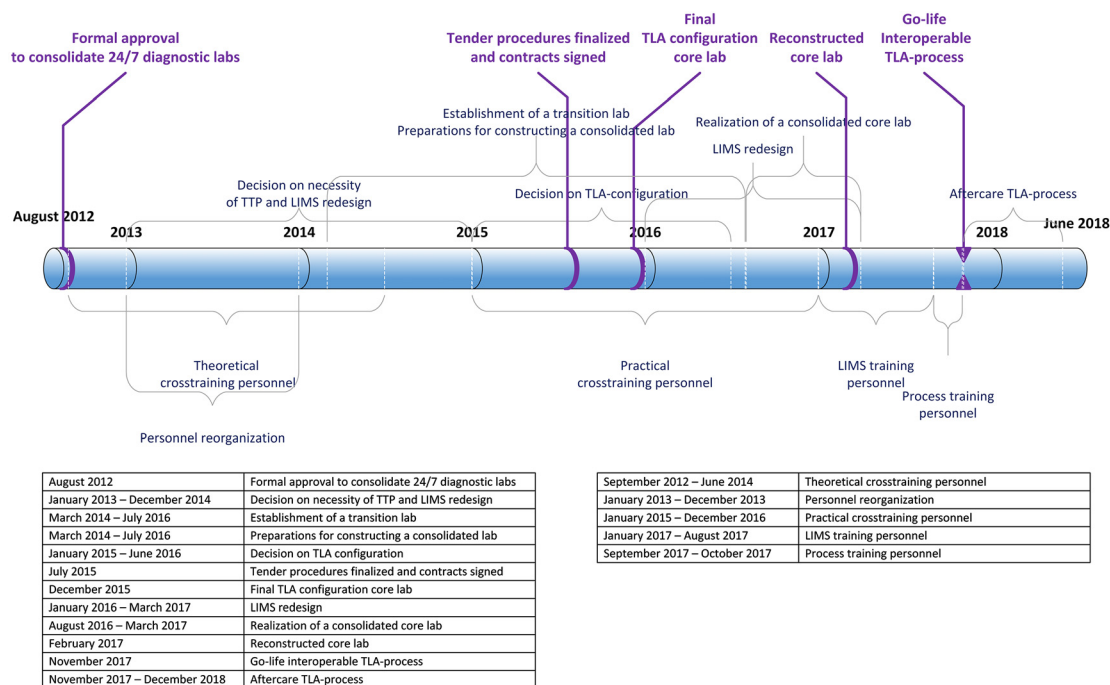 Formal approval
to consolidate 24/7 diagnostic labs
Tender procedures finalized
and contracts signed
Final
TLA configuration
core lab
Reconstructed
core lab
Go-life
Interoperable
TLA-process
Establishment of a transition lab
Preparations for constructing a consolidated lab
Realization of a consolidated core lab
LIMS redesign
Decision on necessity
of TTP and LIMS redesign
Decision on TLA-configuration
Aftercare TLA-process
August 2012
2013
2014
2015
2016
2017
2018
June 2018
Theoretical
crosstraining personnel
Personnel reorganization
Practical
crosstraining personnel
LIMS training
personnel
Process training
personnel
August 2012 Formal approval to consolidate 24/7 diagnostic labs
January 2013 – December 2014 Decision on necessity of TTP and LIMS redesign
March 2014 – July 2016 Establishment of a transition lab
March 2014 – July 2016 Preparations for constructing a consolidated lab
January 2015 – June 2016 Decision on TLA configuration
July 2015 Tender procedures finalized and contracts signed
December 2015 Final TLA configuration core lab
January 2016 – March 2017 LIMS redesign
August 2016 – March 2017 Realization of a consolidated core lab
February 2017 Reconstructed core lab
November 2017 Go-life interoperable TLA-process
November 2017 – December 2018 Aftercare TLA-process
September 2012 – June 2014 Theoretical crosstraining personnel
January 2013 – December 2013 Personnel reorganization
January 2015 – December 2016 Practical crosstraining personnel
January 2017 – August 2017 LIMS training personnel
September 2017 – October 2017 Process training personnel